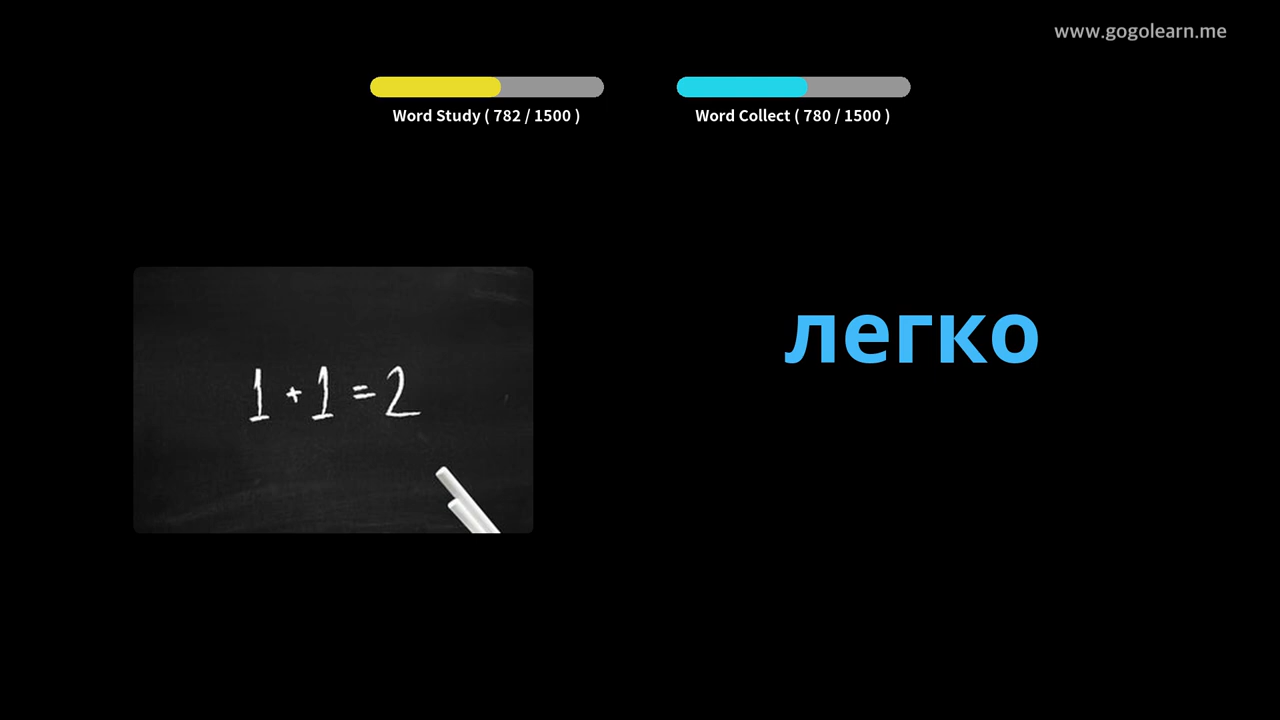 www.gogolearn.me
Word Study ( 782 / 1500 )
Word Collect ( 780 / 1500 )
легко
1 + 1 = 2